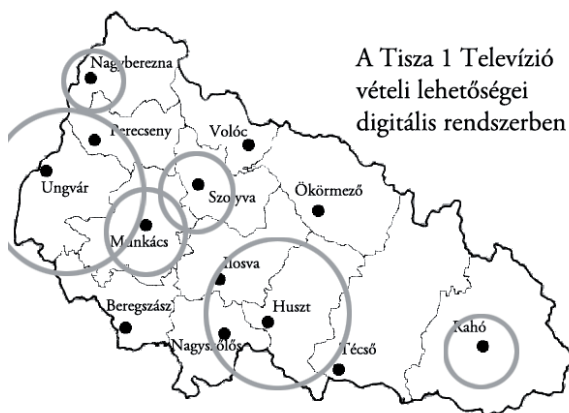 A Tisza 1 Televízió
vételi lehetőségei
digitális rendszerben
Nagyberezna
Perecseny
Volóc
Ungvár
Szolyva
Ökörmező
Munkács
Ilosva
Beregszász
Huszt
Nagyszőlős
Técső
Rahó